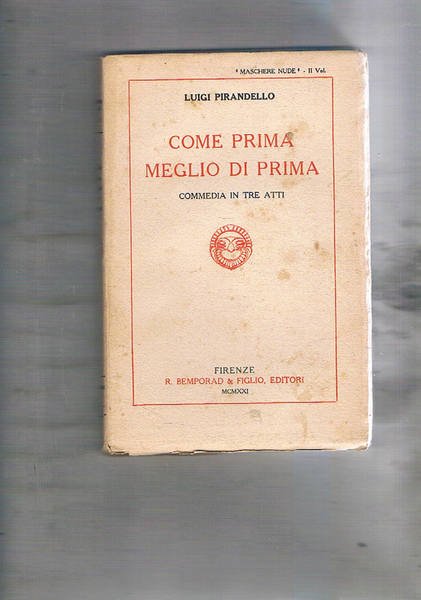 "MASCHERE NUDE" - II Vol.
LUIGI PIRANDELLO
COME PRIMA
MEGLIO DI PRIMA
COMMEDIA IN TRE ATTI
FIRENZE
R. BEMPORAD & FIGLIO, EDITORI
MCMXXI